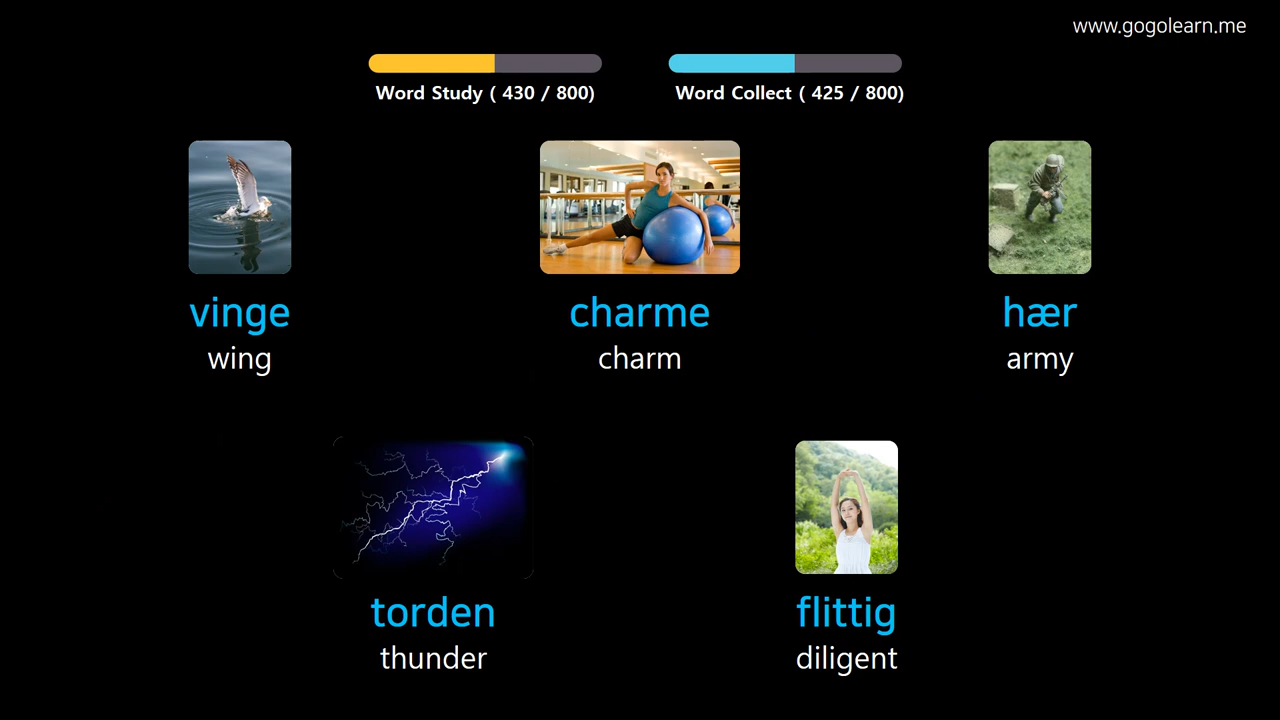 www.gogolearn.me
Word Study ( 430 / 800)
Word Collect ( 425 / 800)
vinge
wing
charme
charm
hær
army
torden
thunder
flittig
diligent